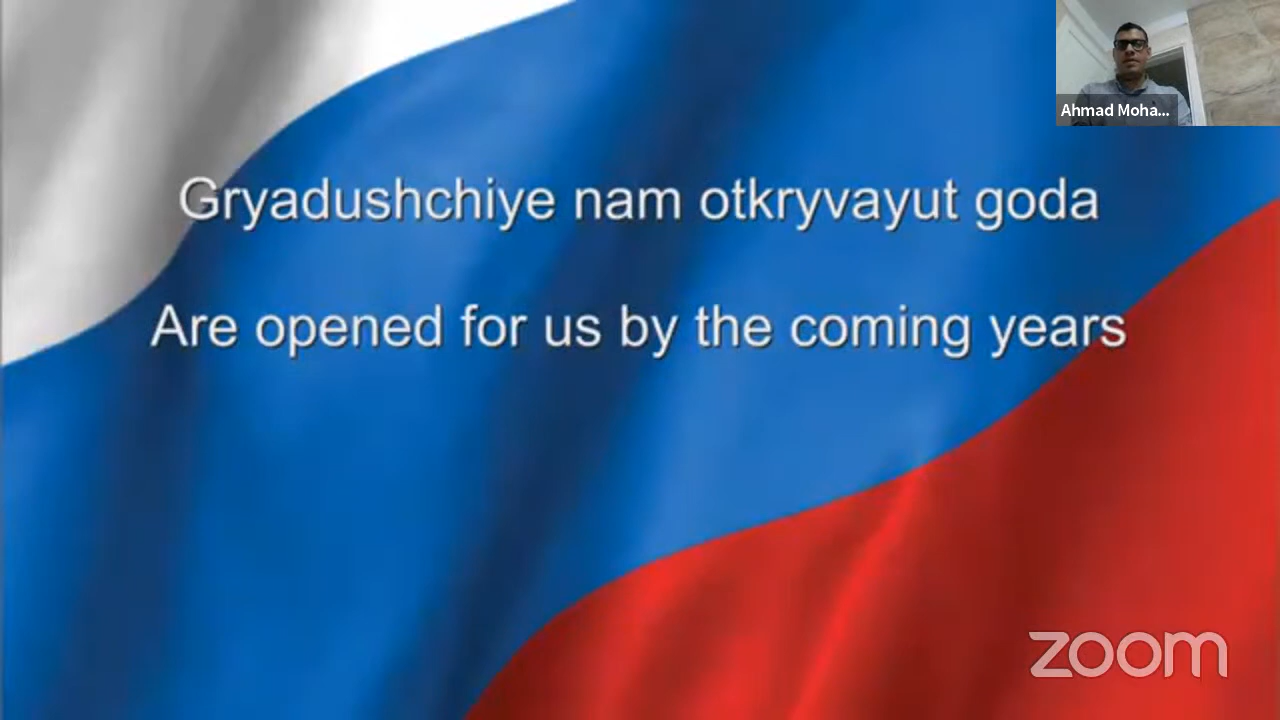 Ahmad Moha...
Gryadushchiye nam otkryvayut goda
Are opened for us by the coming years
zoom